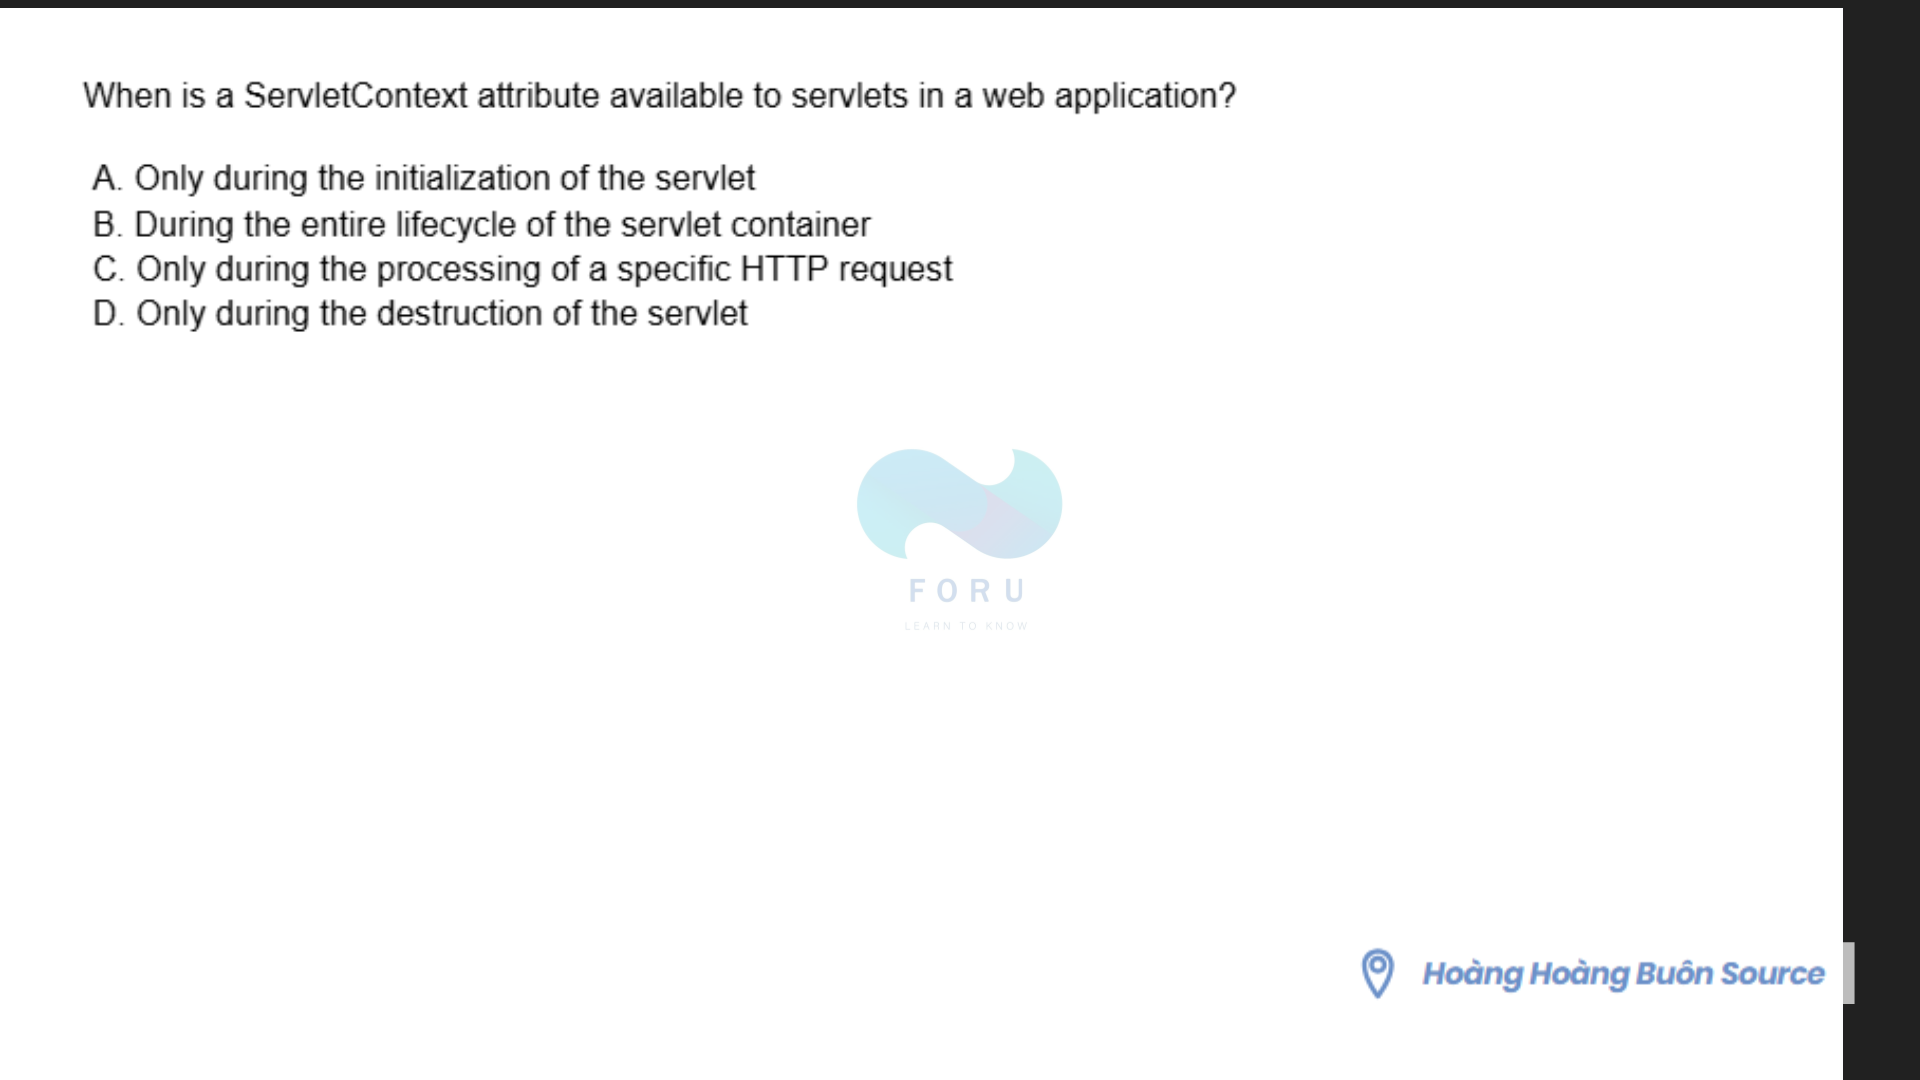 When is a ServletContext attribute available to servlets in a web application?
A. Only during the initialization of the servlet
B. During the entire lifecycle of the servlet container
C. Only during the processing of a specific HTTP request
D. Only during the destruction of the servlet
FORU
LEARN TO KNOW
Hoàng Hoàng Buôn Source